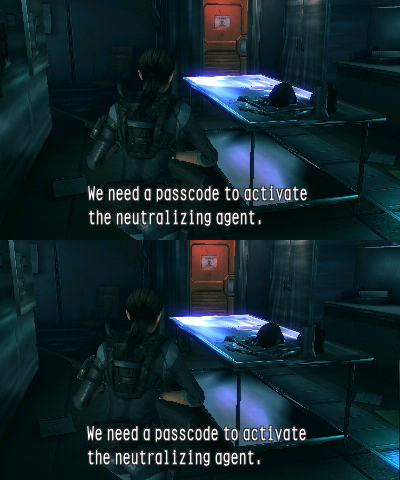 We need a passcode to activate
the neutralizing agent.
We need a passcode to activate
the neutralizing agent.